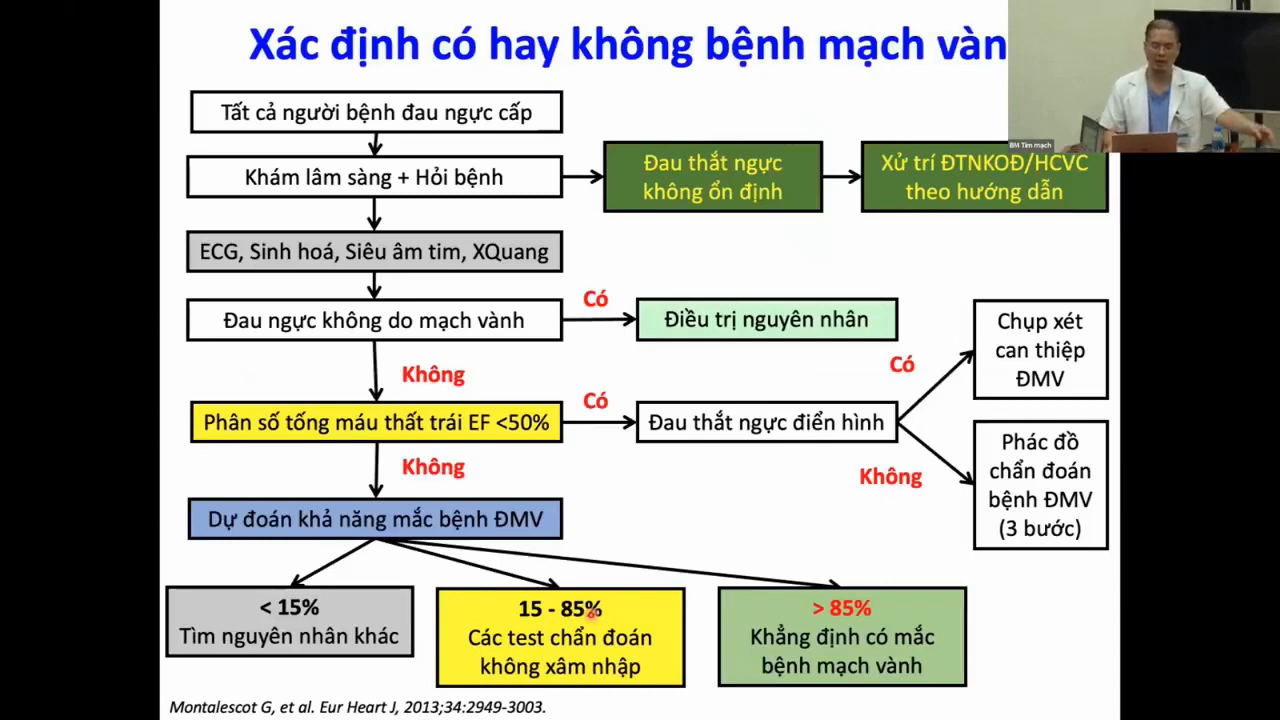 Xác định có hay không bệnh mạch vàn
BM Tim mạch
Tất cả người bệnh đau ngực cấp
Khám lâm sàng + Hỏi bệnh
Đau thắt ngực
không ổn định
Xử trí ĐTNKOĐ/HCVC
theo hướng dẫn
ECG, Sinh hoá, Siêu âm tim, XQuang
Đau ngực không do mạch vành
Có
Điều trị nguyên nhân
Không
Phân số tống máu thất trái EF <50%
Có
Đau thắt ngực điển hình
Có
Chụp xét
can thiệp
ĐMV
Không
Phác đồ
chẩn đoán
bệnh ĐMV
(3 bước)
Không
Dự đoán khả năng mắc bệnh ĐMV
< 15%
Tìm nguyên nhân khác
15 - 85%
Các test chẩn đoán
không xâm nhập
> 85%
Khẳng định có mắc
bệnh mạch vành
Montalescot G, et al. Eur Heart J, 2013;34:2949-3003.